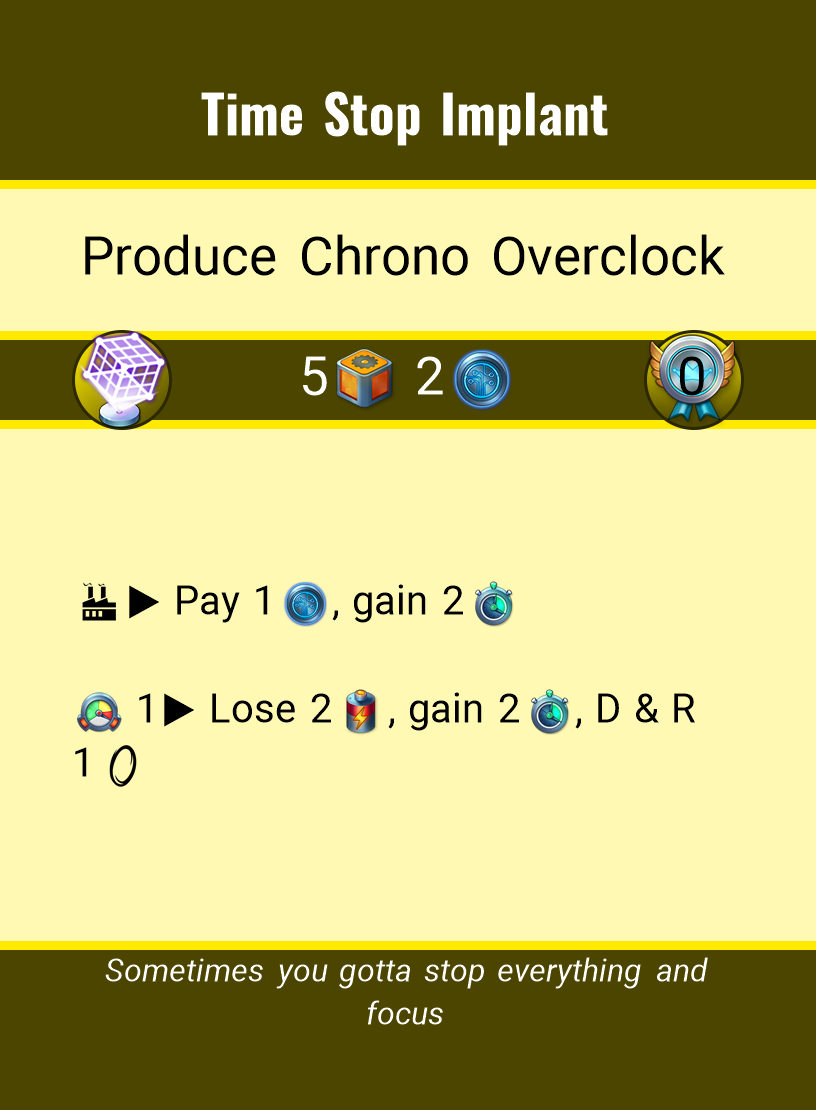 Time Stop Implant
Produce Chrono Overclock
5 2 0
▶ Pay 1 , gain 2
1▶ Lose 2 , gain 2 , D & R
1
Sometimes you gotta stop everything and
focus